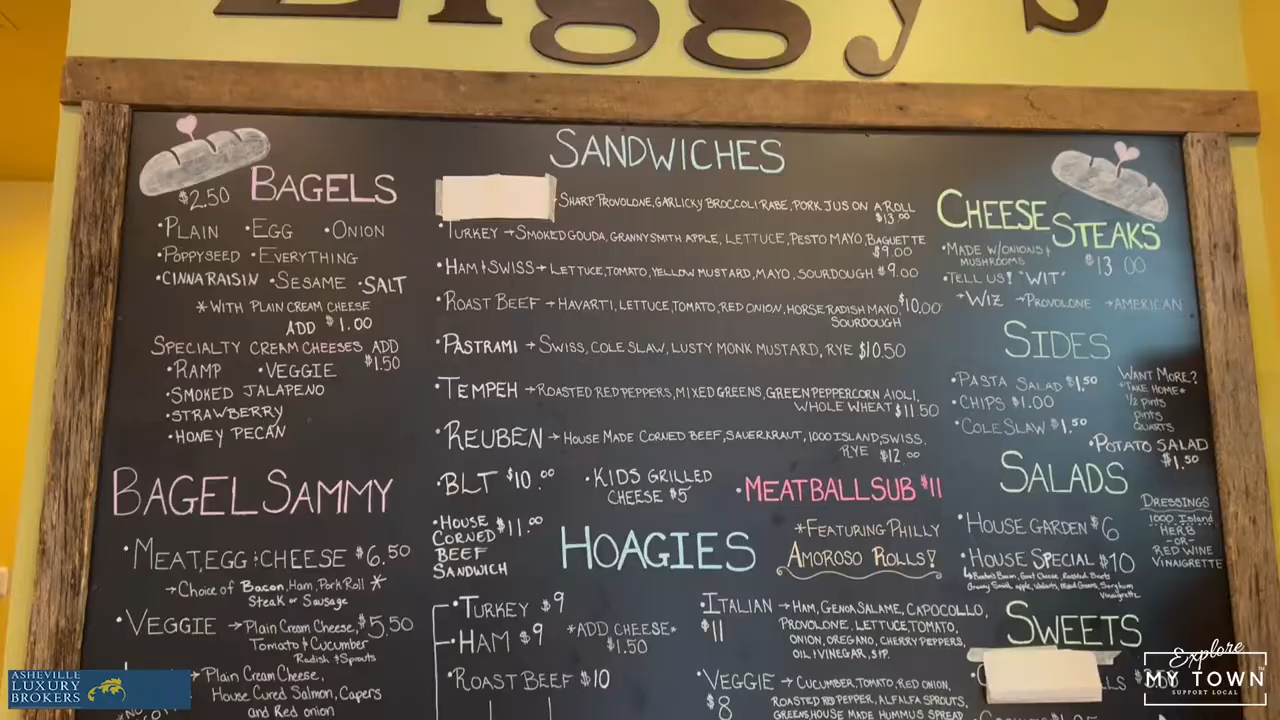 Ziggy's
$2.50 BAGELS
• PLAIN • EGG • ONION
• POPPYSEED • EVERYTHING
• CINNARAISIN • SESAME • SALT
* WITH PLAIN CREAM CHEESE
ADD $1.00
SPECIALTY CREAM CHEESES ADD
$1.50
• RAMP • VEGGIE
• SMOKED JALAPENO
• STRAWBERRY
• HONEY PECAN
BAGEL SAMMY
• MEAT, EGG & CHEESE $6.50
→ Choice of Bacon, Ham, Pork Roll *
Steak or Sausage
• VEGGIE → Plain Cream Cheese, $5.50
Tomato & Cucumber
Radish & Sprouts
→ Plain Cream Cheese,
House Cured Salmon, Capers
and Red onion
SANDWICHES
SHARP PROVOLONE, GARLICKY BROCCOLI RABE, PORK JUS ON A ROLL
$13.00
• TURKEY → SMOKED GOUDA, GRANNY SMITH APPLE, LETTUCE, PESTO MAYO, BAGUETTE
$9.00
• HAM & SWISS → LETTUCE, TOMATO, YELLOW MUSTARD, MAYO, SOURDOUGH $9.00
• ROAST BEEF → HAVARTI, LETTUCE, TOMATO, RED ONION, HORSERADISH MAYO, $10.00
SOURDOUGH
• PASTRAMI → SWISS, COLE SLAW, LUSTY MONK MUSTARD, RYE $10.50
• TEMPEH → ROASTED RED PEPPERS, MIXED GREENS, GREEN PEPPERCORN AIOLI,
WHOLE WHEAT $11.50
• REUBEN → HOUSE MADE CORNED BEEF, SAUERKRAUT, 1000 ISLAND, SWISS,
RYE $12.00
• BLT $10.00
• KIDS GRILLED
CHEESE $5
• MEATBALL SUB $11
• HOUSE $11.00
CORNED
BEEF
SANDWICH
HOAGIES
* FEATURING PHILLY
AMOROSO ROLLS!
• TURKEY $9
• HAM $9
* ADD CHEESE *
$1.50
• ROAST BEEF $10
• ITALIAN → HAM, GENOA SALAME, CAPOCOLLO,
$11 PROVOLONE, LETTUCE, TOMATO,
ONION, OREGANO, CHERRY PEPPERS,
OIL & VINEGAR, S&P.
• VEGGIE → CUCUMBER, TOMATO, RED ONION,
$8 ROASTED RED PEPPER, ALFALFA SPROUTS,
GREENS, HOUSE MADE HUMMUS SPREAD
CHEESE STEAKS
• MADE W/ONIONS &
MUSHROOMS $13.00
• TELL US! "WIT"
→ WIZ → PROVOLONE → AMERICAN
SIDES
• PASTA SALAD $1.50
• CHIPS $1.00
• COLE SLAW $1.50
WANT MORE?
* TAKE HOME *
1/2 pints
pints
QUARTS
• POTATO SALAD
$1.50
SALADS
• HOUSE GARDEN $6
• HOUSE SPECIAL $10
Bacon, Goat Cheese, Roasted Beets
Granny Smith apple, Walnuts, Mixed Greens, Sorghum
Vinaigrette
DRESSINGS
1000 Island
HERB
-OR-
RED WINE
VINAIGRETTE
SWEETS
ASHEVILLE
LUXURY
BROKERS
Explore
MY TOWN
SUPPORT LOCAL